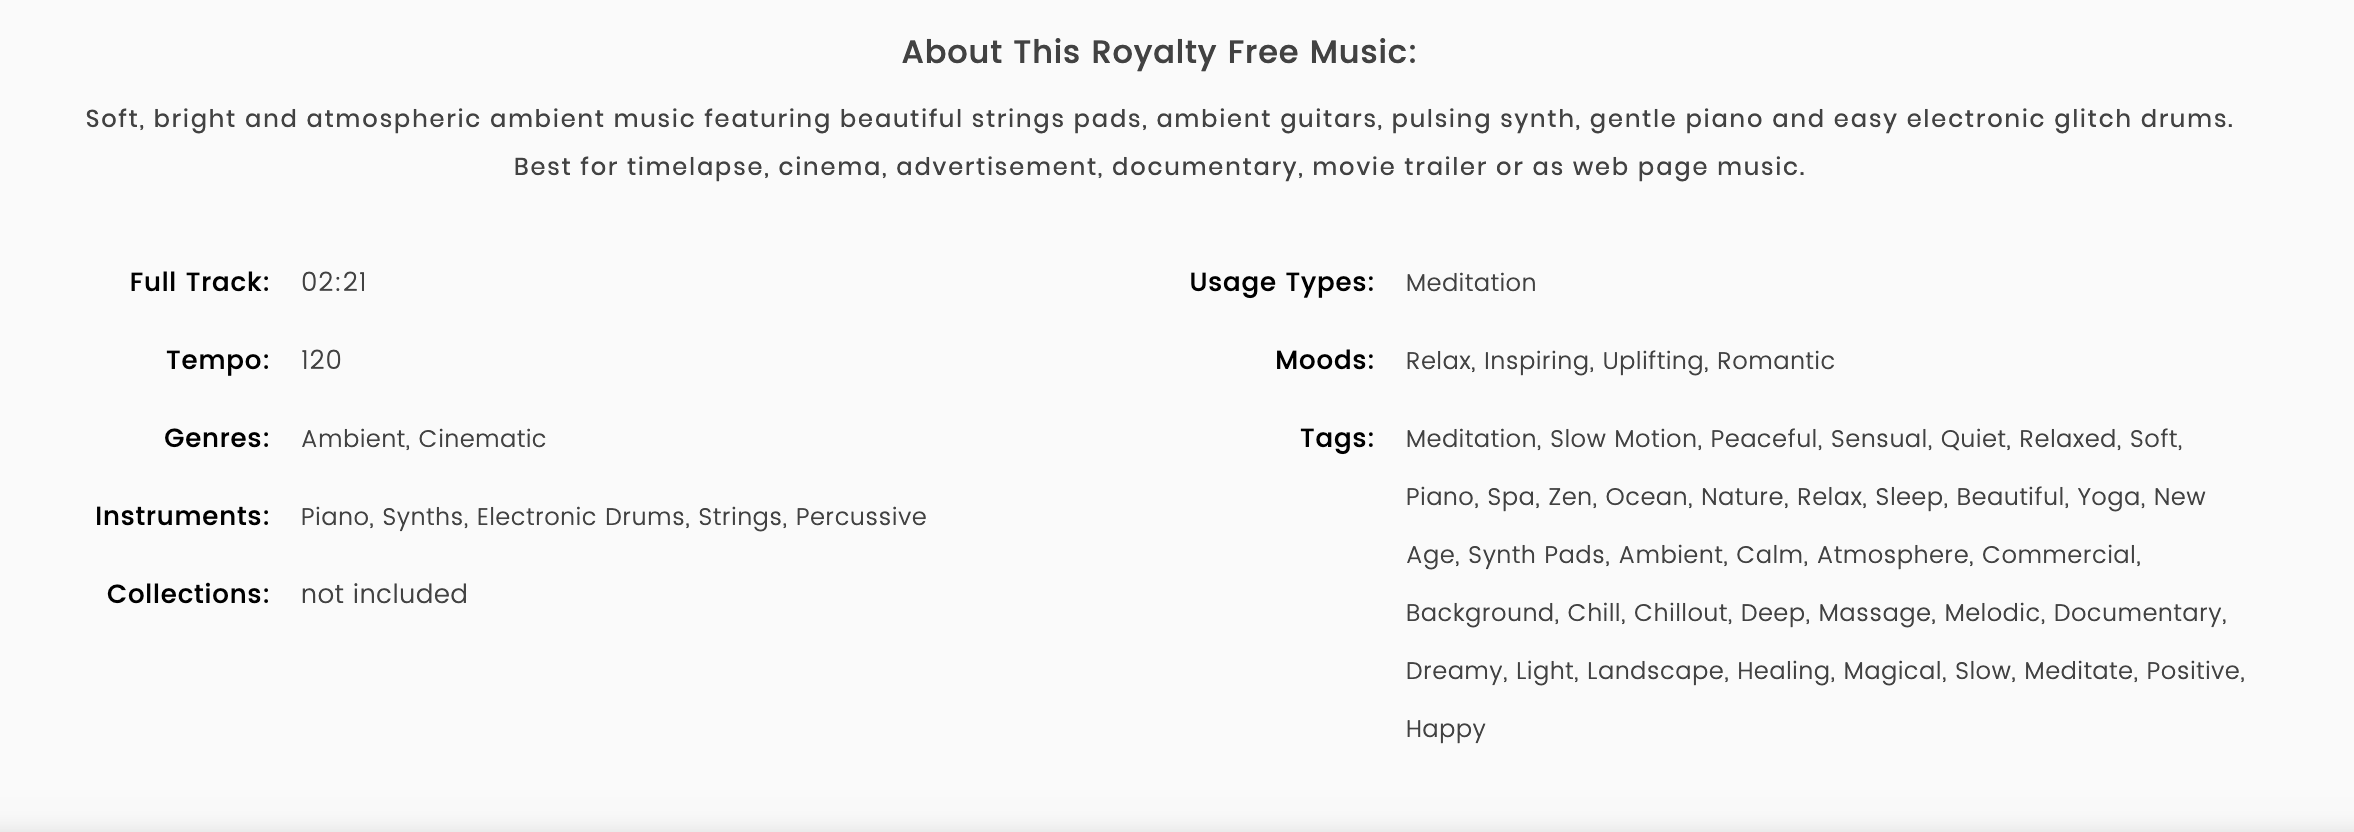 About This Royalty Free Music:
Soft, bright and atmospheric ambient music featuring beautiful strings pads, ambient guitars, pulsing synth, gentle piano and easy electronic glitch drums.
Best for timelapse, cinema, advertisement, documentary, movie trailer or as web page music.
Full Track: 02:21
Tempo: 120
Genres: Ambient, Cinematic
Instruments: Piano, Synths, Electronic Drums, Strings, Percussive
Collections: not included
Usage Types: Meditation
Moods: Relax, Inspiring, Uplifting, Romantic
Tags: Meditation, Slow Motion, Peaceful, Sensual, Quiet, Relaxed, Soft,
Piano, Spa, Zen, Ocean, Nature, Relax, Sleep, Beautiful, Yoga, New
Age, Synth Pads, Ambient, Calm, Atmosphere, Commercial,
Background, Chill, Chillout, Deep, Massage, Melodic, Documentary,
Dreamy, Light, Landscape, Healing, Magical, Slow, Meditate, Positive,
Happy